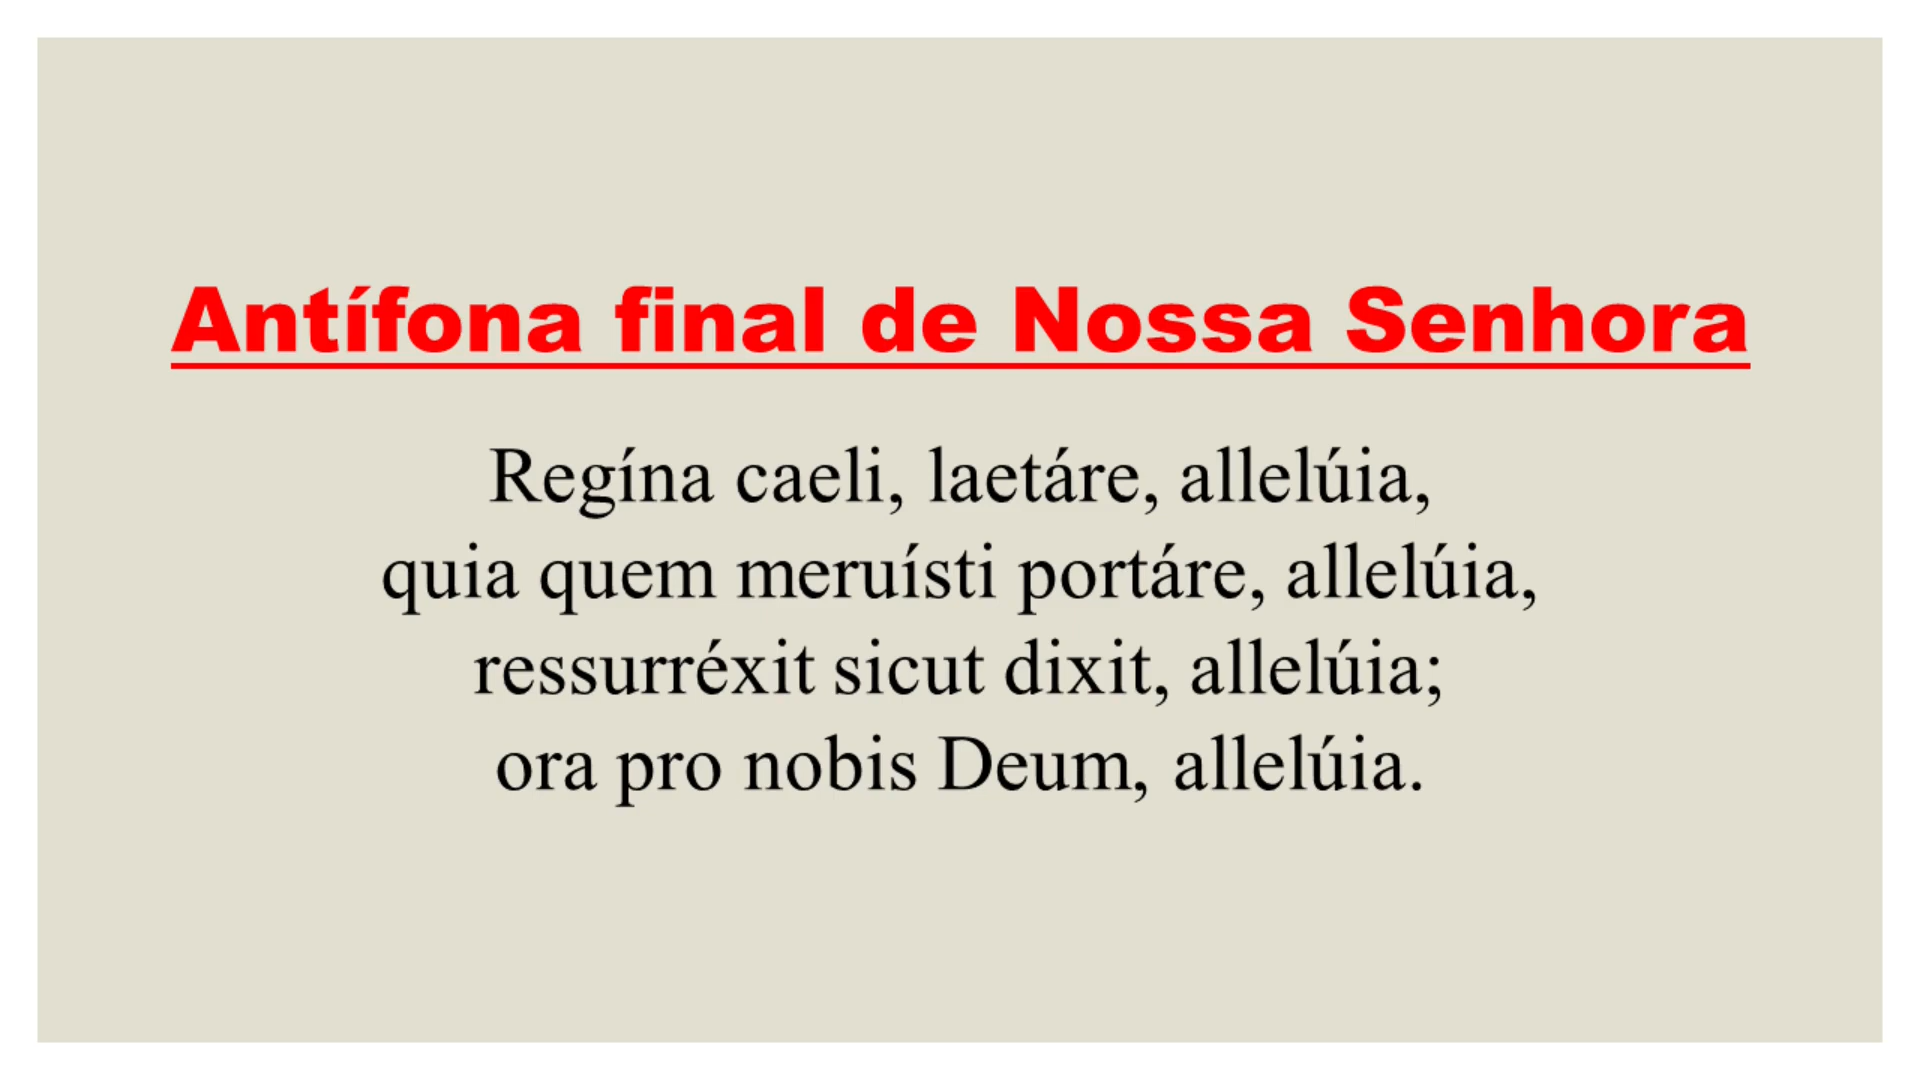 Antífona final de Nossa Senhora
Regína caeli, laetáre, allelúia,
quia quem meruísti portáre, allelúia,
ressurréxit sicut dixit, allelúia;
ora pro nobis Deum, allelúia.